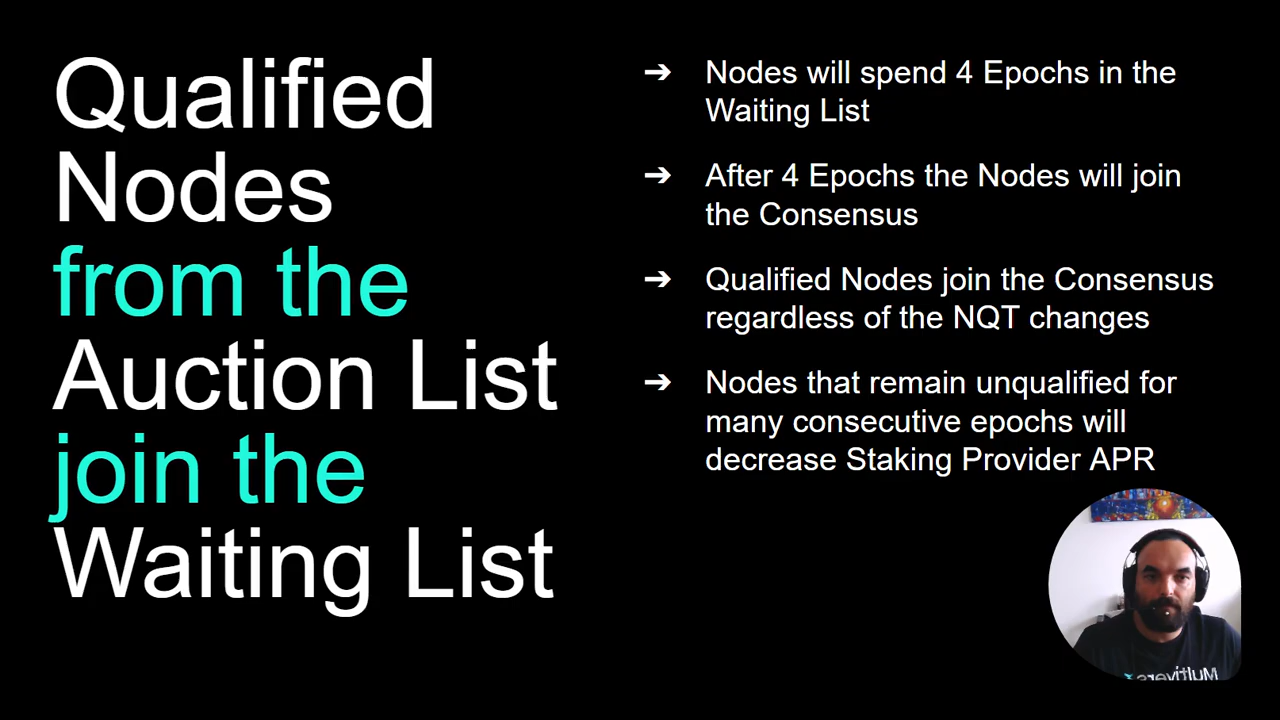 Qualified
Nodes
from the
Auction List
join the
Waiting List
➔ Nodes will spend 4 Epochs in the
Waiting List
➔ After 4 Epochs the Nodes will join
the Consensus
➔ Qualified Nodes join the Consensus
regardless of the NQT changes
➔ Nodes that remain unqualified for
many consecutive epochs will
decrease Staking Provider APR